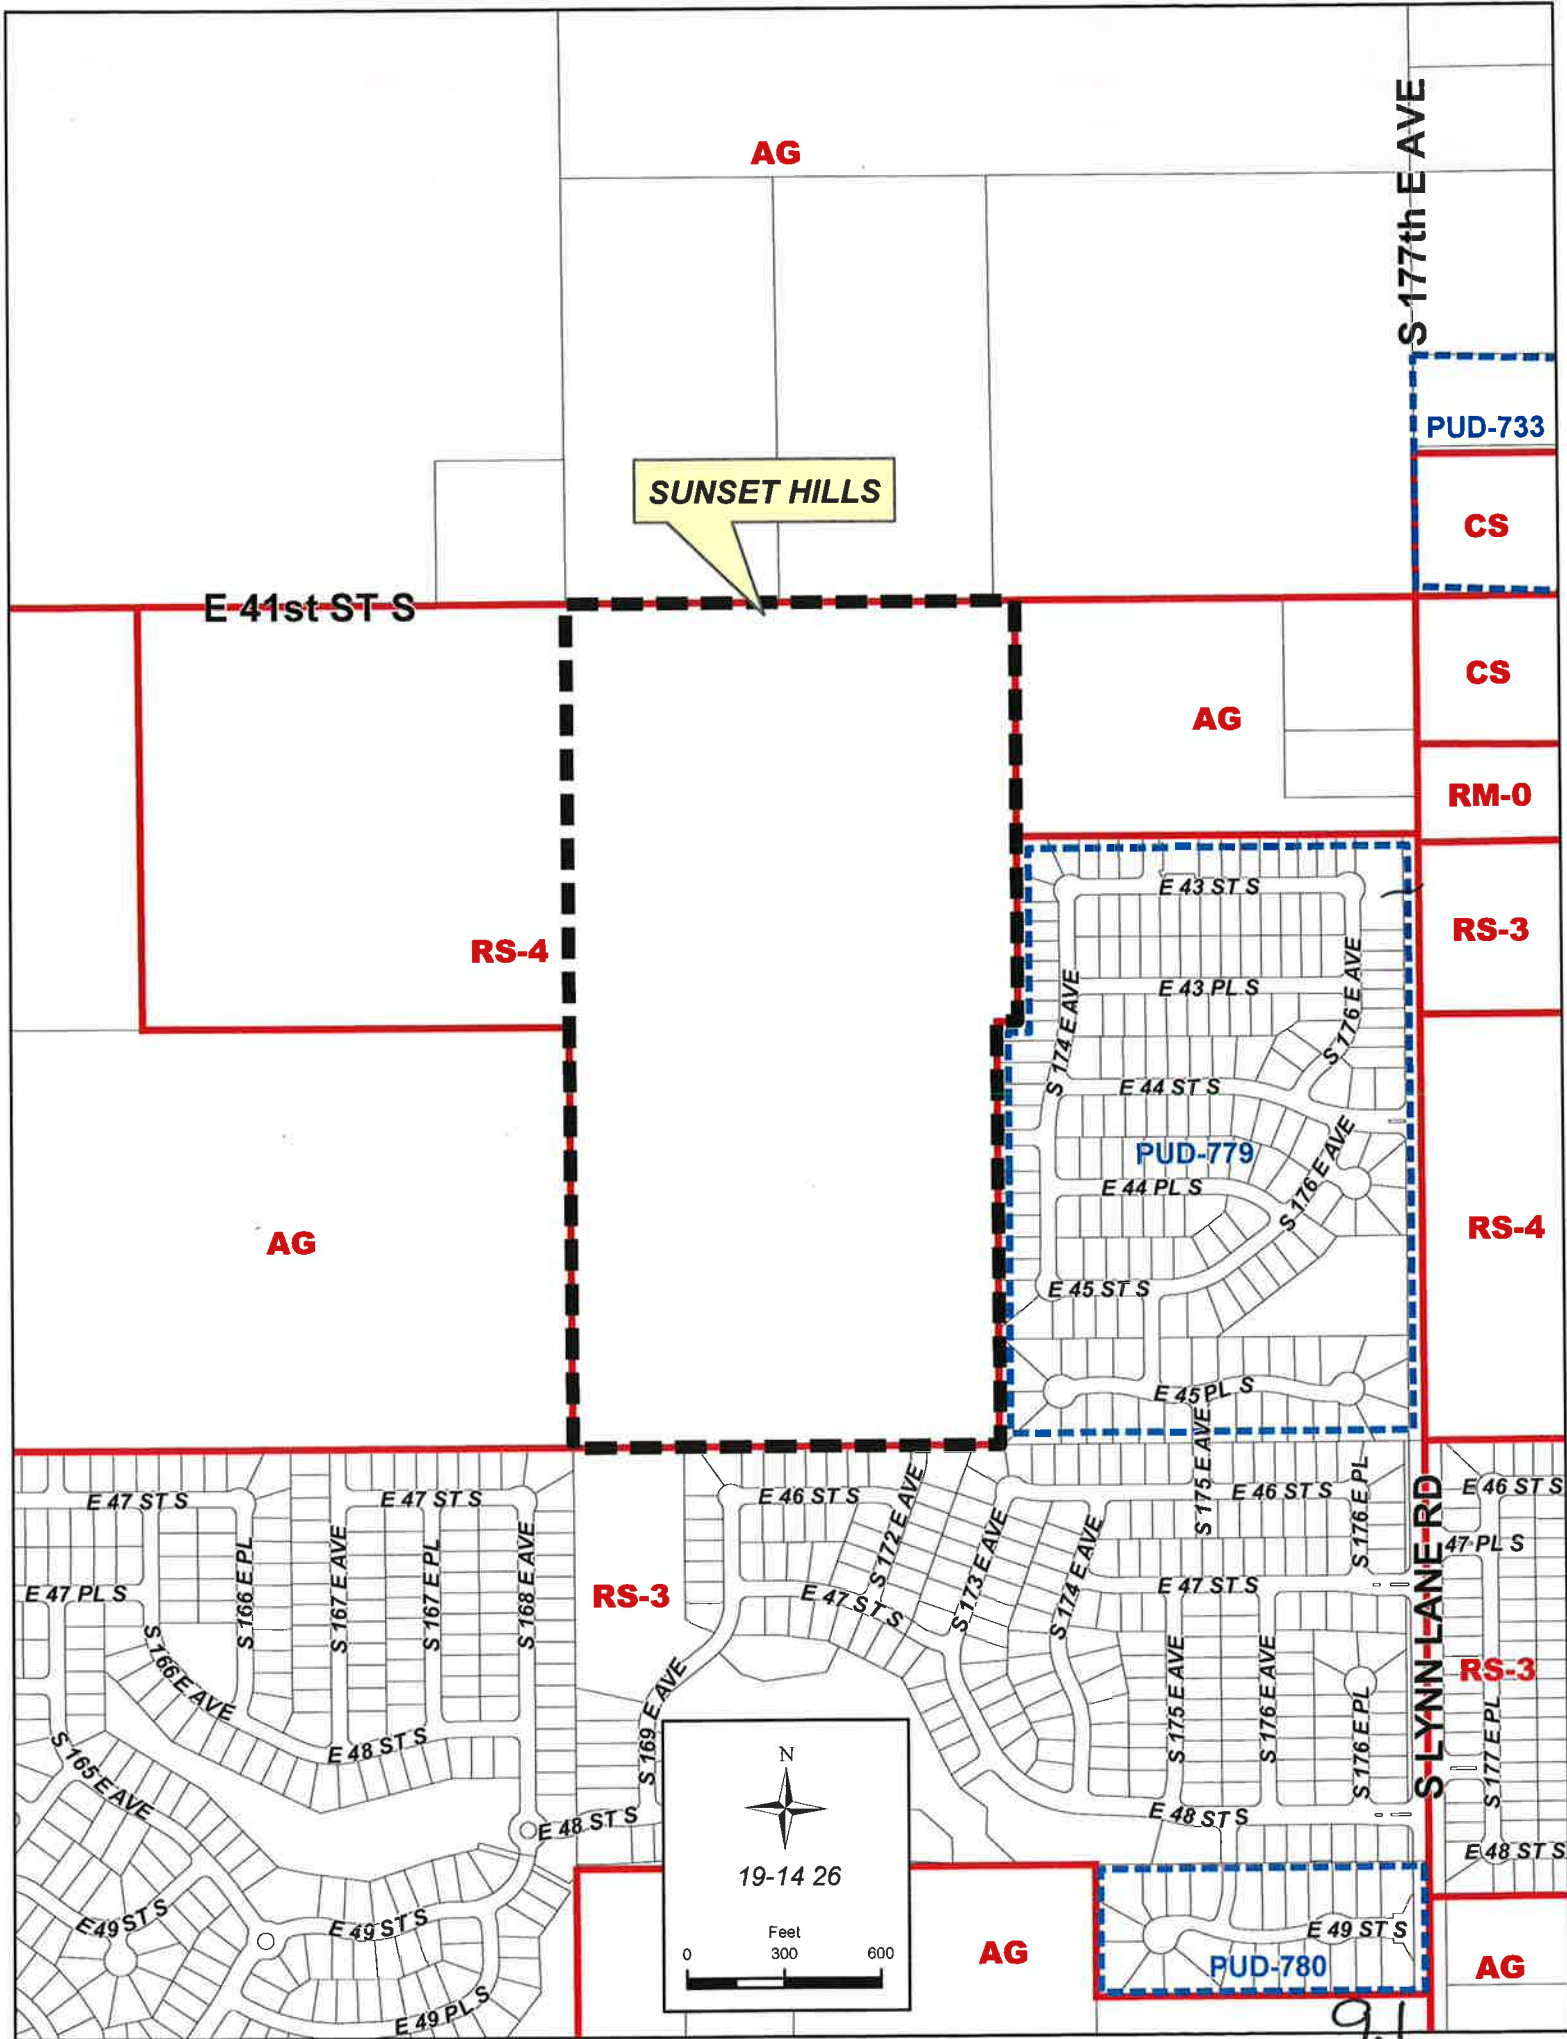 AG
S 177th E AVE
PUD-733
SUNSET HILLS
CS
E 41st ST S
CS
AG
RM-0
E 43 ST S
RS-3
RS-4
E 43 PL S
S 174 E AVE
S 176 E AVE
E 44 ST S
PUD-779
S 176 E AVE
E 44 PL S
RS-4
AG
E 45 ST S
E 45 PL S
S 175 E AVE
E 47 ST S
E 47 ST S
E 46 ST S
E 46 ST S
S 176 E PL
E 46 ST S
S 172 E AVE
47 PL S
E 47 PL S
S 166 E PL
S 167 E AVE
S 167 E PL
S 168 E AVE
RS-3
E 47 ST S
S 173 E AVE
S 174 E AVE
E 47 ST S
S LYNN LANE RD
S 166 E AVE
RS-3
S 169 E AVE
S 175 E AVE
S 176 E AVE
S 176 E PL
S 177 E PL
E 48 ST S
S 165 E AVE
N
E 48 ST S
E 48 ST S
E 48 ST S
19-14 26
E 49 ST S
E 49 ST S
Feet
0 300 600
AG
E 49 ST S
PUD-780
AG
E 49 PL S
9.1